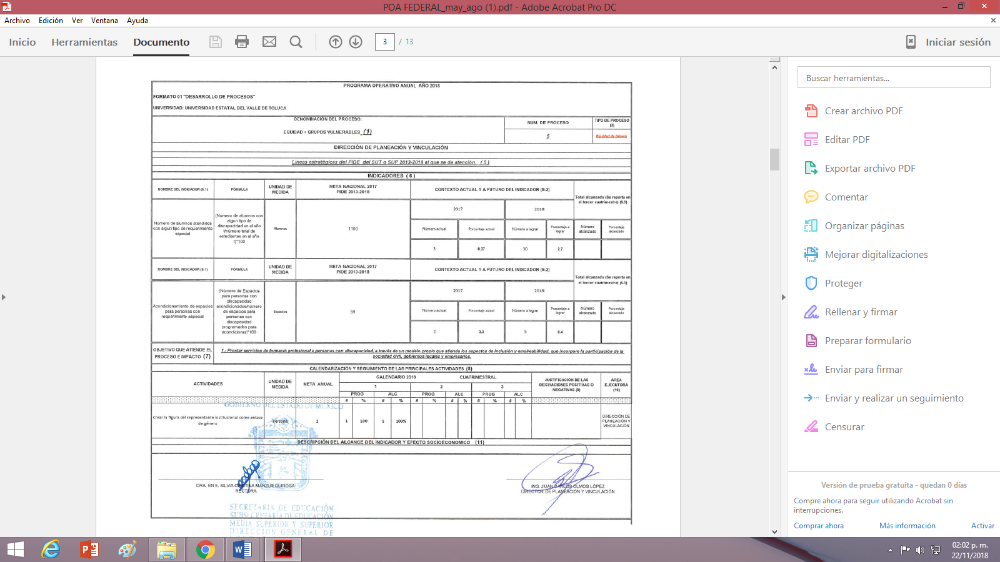 POA FEDERAL_may_ago (1).pdf - Adobe Acrobat Pro DC
Archivo Edición Ver Ventana Ayuda
Inicio Herramientas Documento 3 / 13 Iniciar sesión
PROGRAMA OPERATIVO ANUAL AÑO 2018
FORMATO 01 "DESARROLLO DE PROCESOS"
UNIVERSIDAD: UNIVERSIDAD ESTATAL DEL VALLE DE TOLUCA
DENOMINACIÓN DEL PROCESO:
EQUIDAD + GRUPOS VULNERABLES (1)
NUM. DE PROCESO
5
TIPO DE PROCESO
(3)
Equidad de Género
DIRECCIÓN DE PLANEACIÓN Y VINCULACIÓN
Líneas estratégicas del PIDE del SUT o SUP 2013-2018 al que se da atención. ( 5 )
INDICADORES ( 6 )
NOMBRE DEL INDICADOR (6.1)
FÓRMULA
UNIDAD DE
MEDIDA
META NACIONAL 2017
PIDE 2013-2018
CONTEXTO ACTUAL Y A FUTURO DEL INDICADOR (6.2)
Total alcanzado (Se reporta en
el tercer cuatrimestre) (6.3)
Número de alumnos atendidos
con algun tipo de requerimiento
especial
(Número de alumnos con
algun tipo de
discapacidad en el año
t/número total de
estudiantes en el año
t)*100
Alumnos
1100
2017 2018
Número actual Porcentaje actual Número a lograr
Porcentaje a
lograr
Número
alcanzado
Porcentaje
alcanzado
3 0.27 30 2.7
NOMBRE DEL INDICADOR (6.1)
FÓRMULA
UNIDAD DE
MEDIDA
META NACIONAL 2017
PIDE 2013-2018
CONTEXTO ACTUAL Y A FUTURO DEL INDICADOR (6.2)
Total alcanzado (Se reporta en
el tercer cuatrimestre) (6.3)
Acondicionamiento de espacios
para personas con
requerimiento especial
(Número de Espacios
para personas con
discapacidad
acondicionados/número
de espacios para
personas con
discapacidad
programados para
acondicionar)*100
Espacios
59
2017 2018
Número actual Porcentaje actual Número a lograr
Porcentaje a
lograr
Número
alcanzado
Porcentaje
alcanzado
2 3.3 5 8.4
OBJETIVO QUE ATIENDE EL
PROCESO E IMPACTO (7)
1.- Prestar servicios de formació profesional a personas con discapacidad, a través de un modelo propio que atienda los aspectos de inclusión y empleabilidad, que incorpore la participación de la
sociedad civil, gobiernos locales y empresarios.
CALENDARIZACIÓN Y SEGUIMIENTO DE LAS PRINCIPALES ACTIVIDADES (8)
ACTIVIDADES
UNIDAD DE
MEDIDA
META ANUAL
CALENDARIO 2018 CUATRIMESTRAL
1 2 3
PROG ALC PROG ALC PROG ALC
# % # % # % # % # % # %
JUSTIFICACIÓN DE LAS
DESVIACIONES POSITIVAS O
NEGATIVAS (9)
ÁREA
EJECUTORA
(10)
GOBIERNO DEL ESTADO DE MÉXICO
Crear la figura del representante institucional como enlace
de género
Persona 1 1 100 1 100%
DIRECCIÓN DE
PLANEACIÓN Y
VINCULACIÓN
DESCRIPCIÓN DEL ALCANCE DEL INDICADOR Y EFECTO SOCIOECONOMICO (11)
DRA. EN E. SILVIA CRISTINA MANZUR QUIROGA
RECTORA
ING. JUAN CARLOS OLMOS LÓPEZ
DIRECTOR DE PLANEACIÓN Y VINCULACIÓN
SECRETARIA DE EDUCACIÓN
SUBSECRETARIA DE EDUCACIÓN
MEDIA SUPERIOR Y SUPERIOR
DIRECCIÓN GENERAL DE
Buscar herramientas...
Crear archivo PDF
Editar PDF
Exportar archivo PDF
Comentar
Organizar páginas
Mejorar digitalizaciones
Proteger
Rellenar y firmar
Preparar formulario
Enviar para firmar
Enviar y realizar un seguimiento
Censurar
Versión de prueba gratuita - quedan 0 días
Compre ahora para seguir utilizando Acrobat sin
interrupciones.
Comprar ahora Más información Activar
02:02 p. m.
22/11/2018